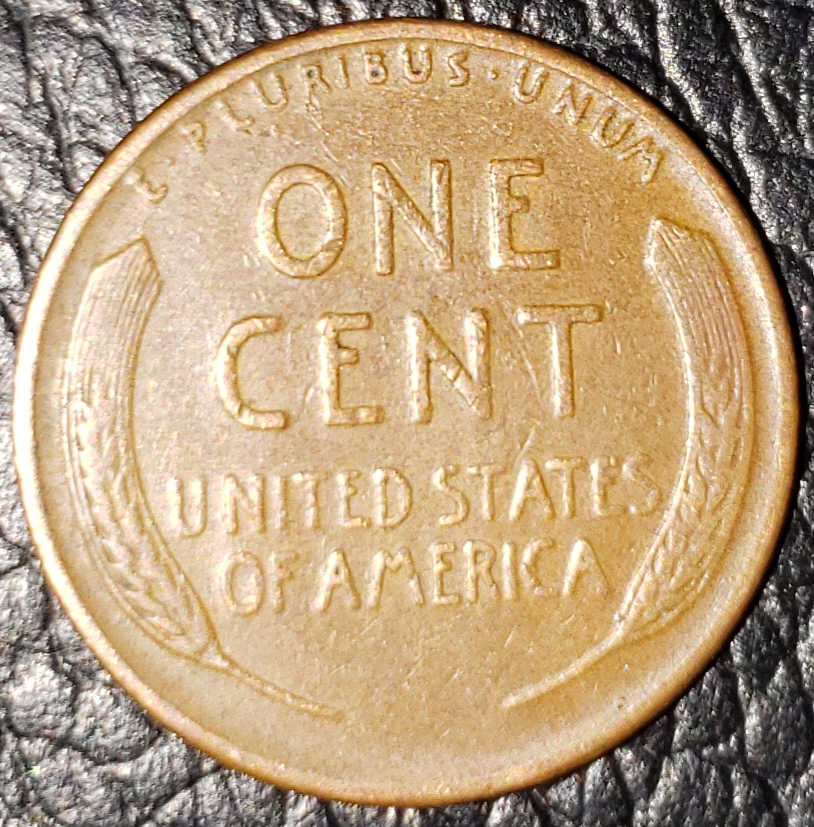 E · PLURIBUS · UNUM
ONE
CENT
UNITED STATES
OF AMERICA